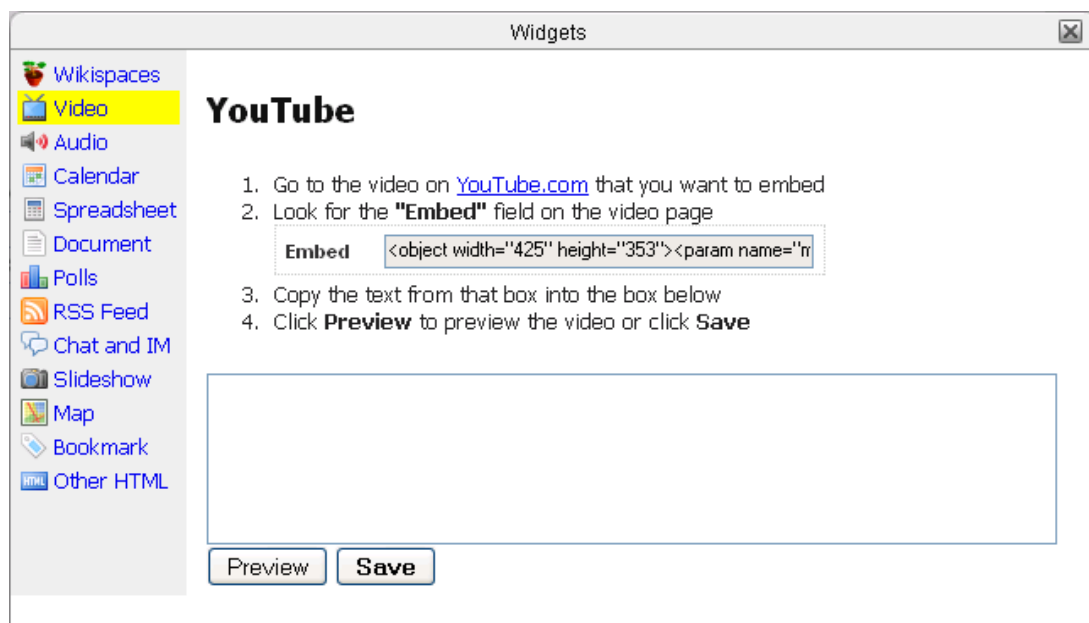 Widgets
Wikispaces
Video
Audio
Calendar
Spreadsheet
Document
Polls
RSS Feed
Chat and IM
Slideshow
Map
Bookmark
HTML Other HTML
YouTube
1. Go to the video on YouTube.com that you want to embed
2. Look for the "Embed" field on the video page
Embed <object width="425" height="353"><param name="m
3. Copy the text from that box into the box below
4. Click Preview to preview the video or click Save
Preview Save